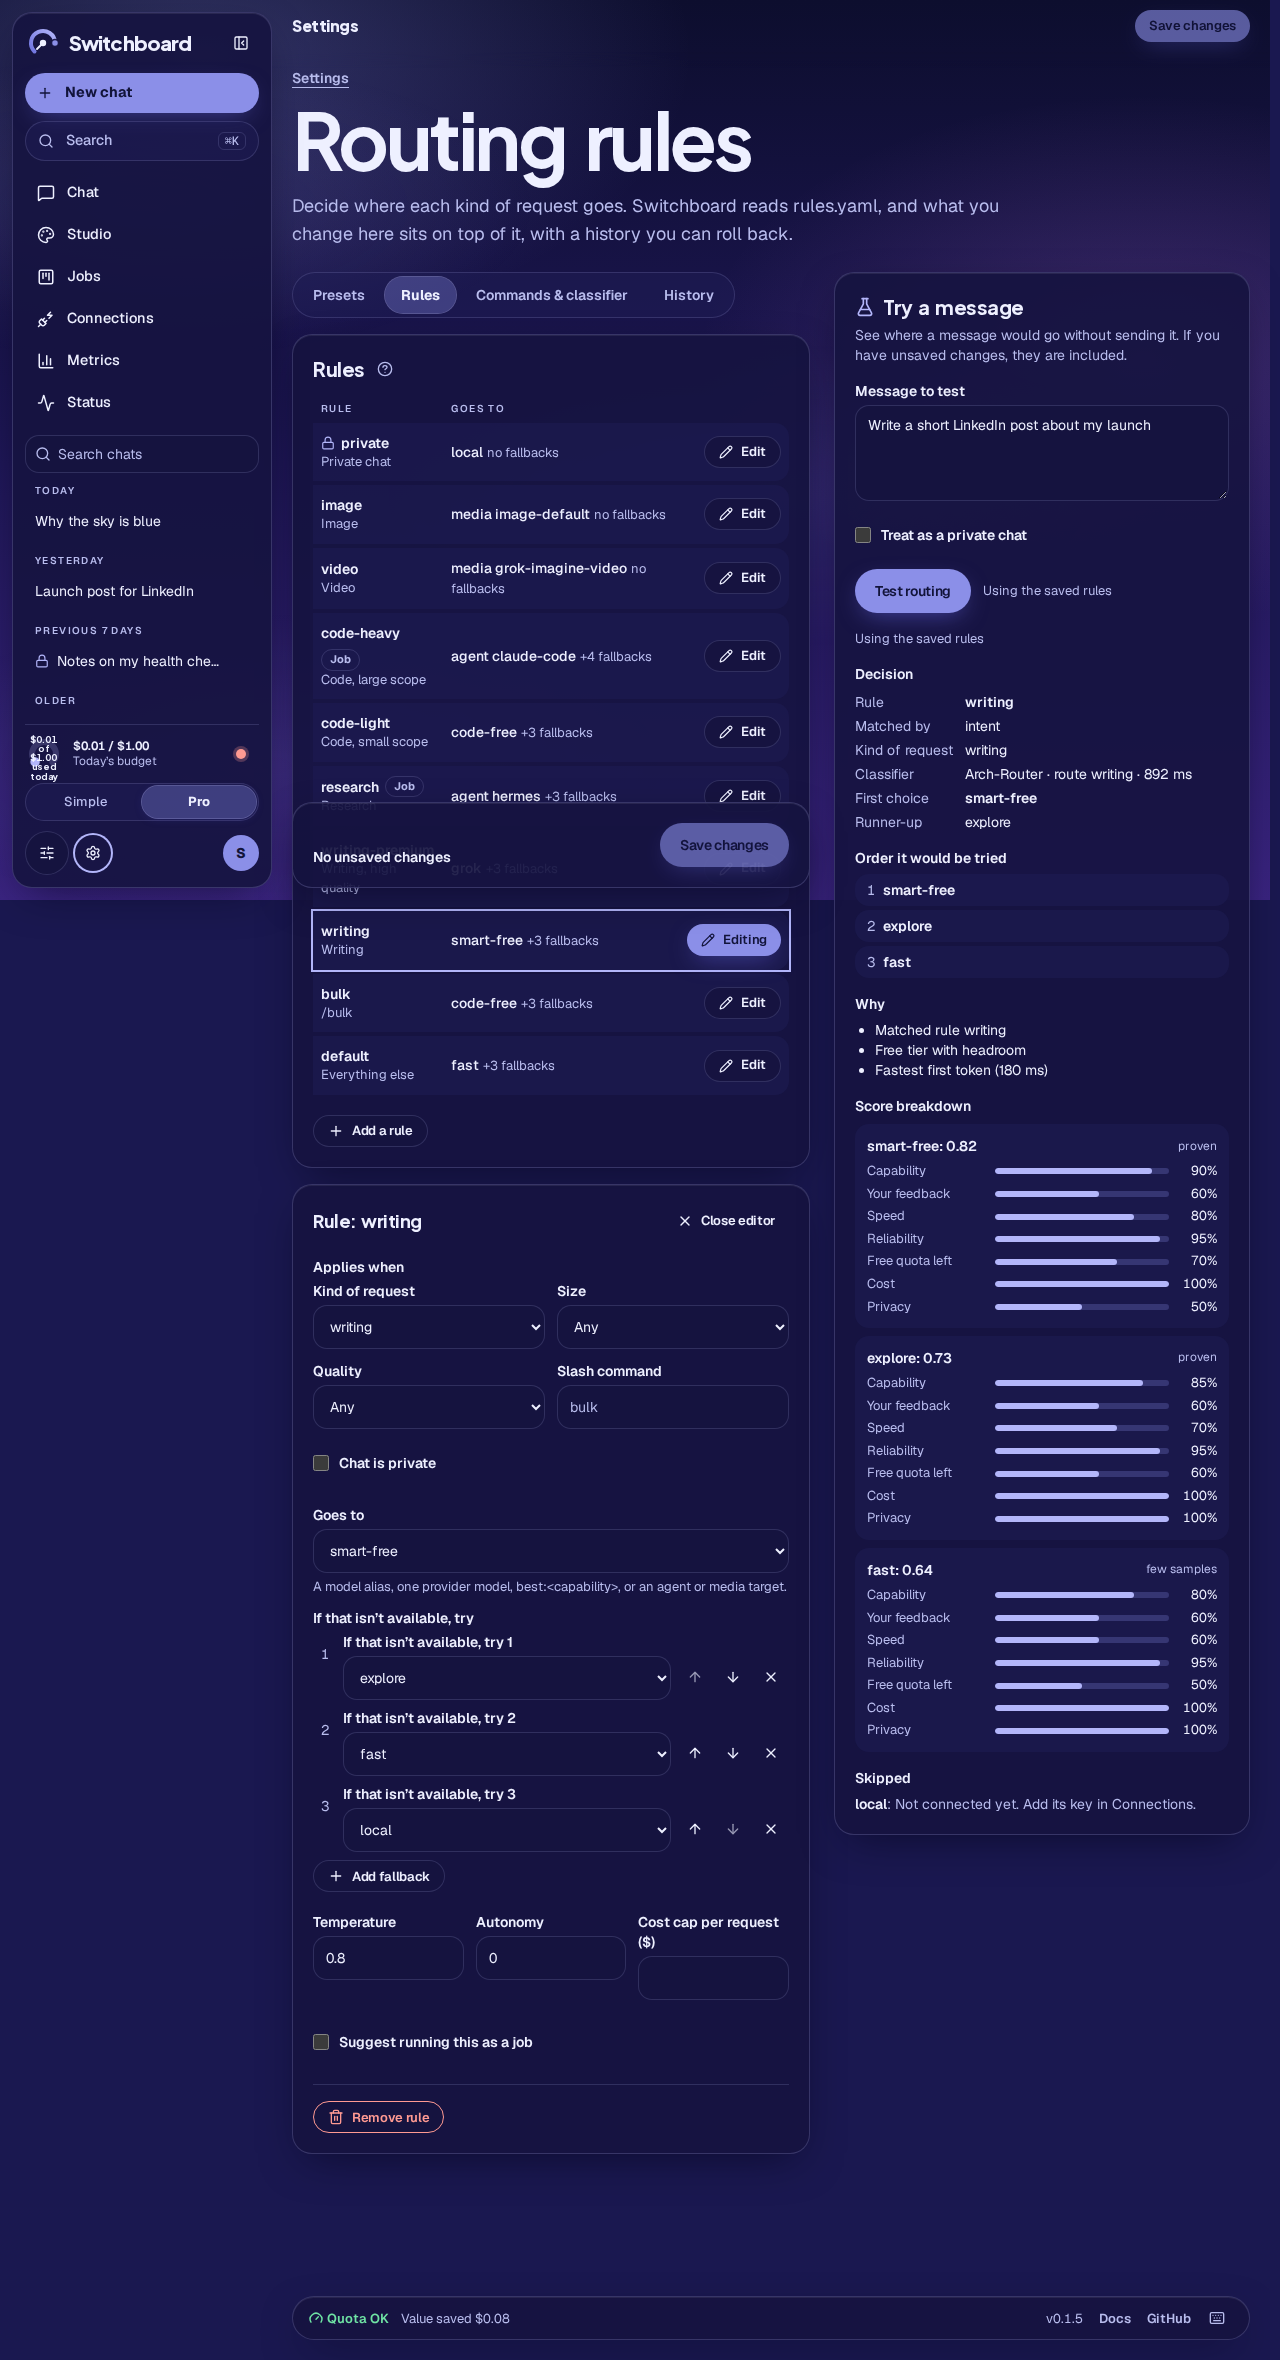 Switchboard
New chat
Search ⌘K
Chat
Studio
Jobs
Connections
Metrics
Status
Search chats
TODAY
Why the sky is blue
YESTERDAY
Launch post for LinkedIn
PREVIOUS 7 DAYS
Notes on my health che...
OLDER
$0.01 of $1.00 used today
$0.01 / $1.00
Today's budget
Simple Pro
S
Settings
Save changes
Settings
Routing rules
Decide where each kind of request goes. Switchboard reads rules.yaml, and what you
change here sits on top of it, with a history you can roll back.
Presets Rules Commands & classifier History
Rules
RULE GOES TO
private
Private chat
local no fallbacks
Edit
image
Image
media image-default no fallbacks
Edit
video
Video
media grok-imagine-video no
fallbacks
Edit
code-heavy
Job
Code, large scope
agent claude-code +4 fallbacks
Edit
code-light
Code, small scope
code-free +3 fallbacks
Edit
research Job
Research
agent hermes +3 fallbacks
Edit
writing-premium
Writing, high
quality
grok +3 fallbacks
Edit
No unsaved changes
Save changes
writing
Writing
smart-free +3 fallbacks
Editing
bulk
/bulk
code-free +3 fallbacks
Edit
default
Everything else
fast +3 fallbacks
Edit
Add a rule
Rule: writing
Close editor
Applies when
Kind of request Size
writing Any
Quality Slash command
Any bulk
Chat is private
Goes to
smart-free
A model alias, one provider model, best:<capability>, or an agent or media target.
If that isn't available, try
1 If that isn't available, try 1
explore
2 If that isn't available, try 2
fast
3 If that isn't available, try 3
local
Add fallback
Temperature Autonomy Cost cap per request
($)
0.8 0
Suggest running this as a job
Remove rule
Try a message
See where a message would go without sending it. If you
have unsaved changes, they are included.
Message to test
Write a short LinkedIn post about my launch
Treat as a private chat
Test routing Using the saved rules
Using the saved rules
Decision
Rule writing
Matched by intent
Kind of request writing
Classifier Arch-Router · route writing · 892 ms
First choice smart-free
Runner-up explore
Order it would be tried
1 smart-free
2 explore
3 fast
Why
Matched rule writing
Free tier with headroom
Fastest first token (180 ms)
Score breakdown
smart-free: 0.82 proven
Capability 90%
Your feedback 60%
Speed 80%
Reliability 95%
Free quota left 70%
Cost 100%
Privacy 50%
explore: 0.73 proven
Capability 85%
Your feedback 60%
Speed 70%
Reliability 95%
Free quota left 60%
Cost 100%
Privacy 100%
fast: 0.64 few samples
Capability 80%
Your feedback 60%
Speed 60%
Reliability 95%
Free quota left 50%
Cost 100%
Privacy 100%
Skipped
local: Not connected yet. Add its key in Connections.
Quota OK Value saved $0.08
v0.1.5 Docs GitHub